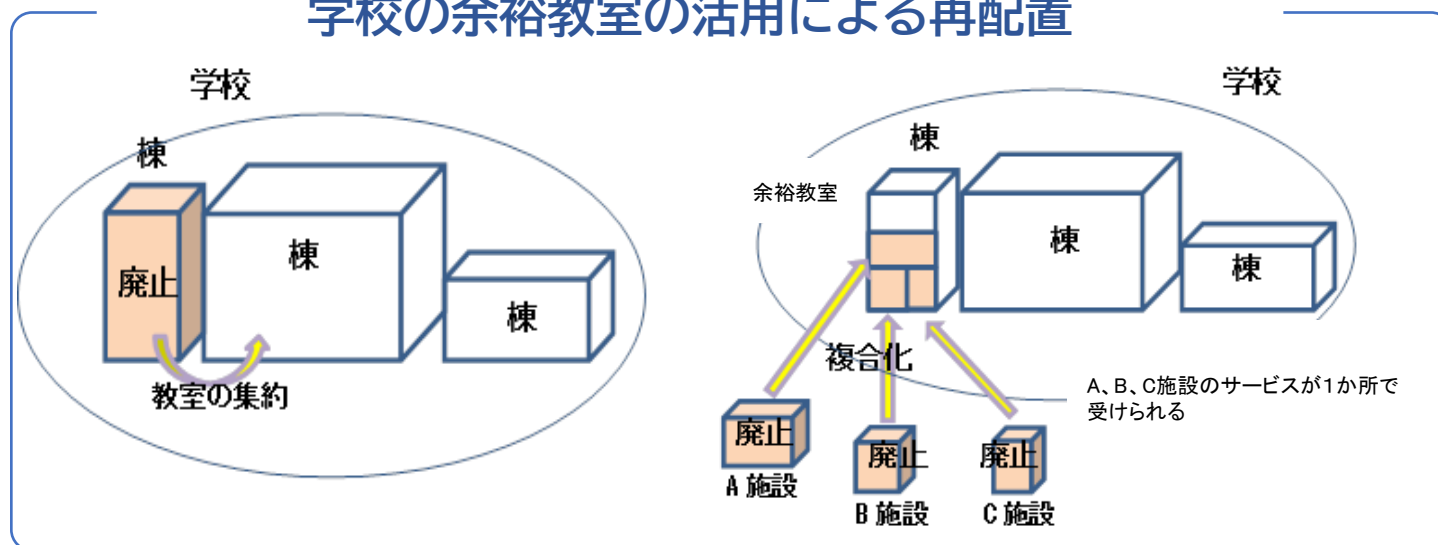 学校の余裕教室の活用による再配置
学校
棟
廃止
棟
棟
教室の集約
学校
棟
余裕教室
棟
棟
複合化
A、B、C施設のサービスが1か所で
受けられる
廃止
A 施設
廃止
B 施設
廃止
C 施設